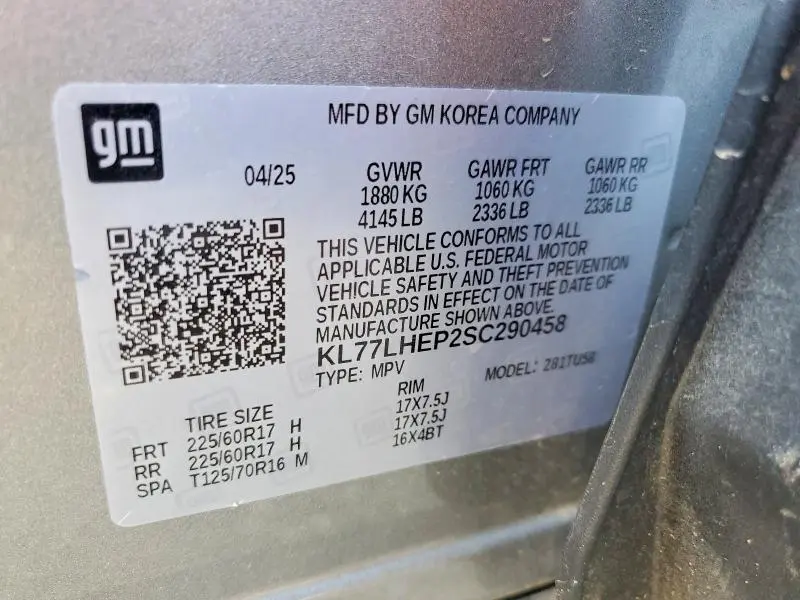 gm
MFD BY GM KOREA COMPANY
04/25 GVWR GAWR FRT GAWR RR
1880 KG 1060 KG 1060 KG
4145 LB 2336 LB 2336 LB
THIS VEHICLE CONFORMS TO ALL
APPLICABLE U.S. FEDERAL MOTOR
VEHICLE SAFETY AND THEFT PREVENTION
STANDARDS IN EFFECT ON THE DATE OF
MANUFACTURE SHOWN ABOVE.
KL77LHEP2SC290458
TYPE: MPV MODEL: 281TU58
TIRE SIZE RIM
FRT 225/60R17 H 17X7.5J
RR 225/60R17 H 17X7.5J
SPA T125/70R16 M 16X4BT